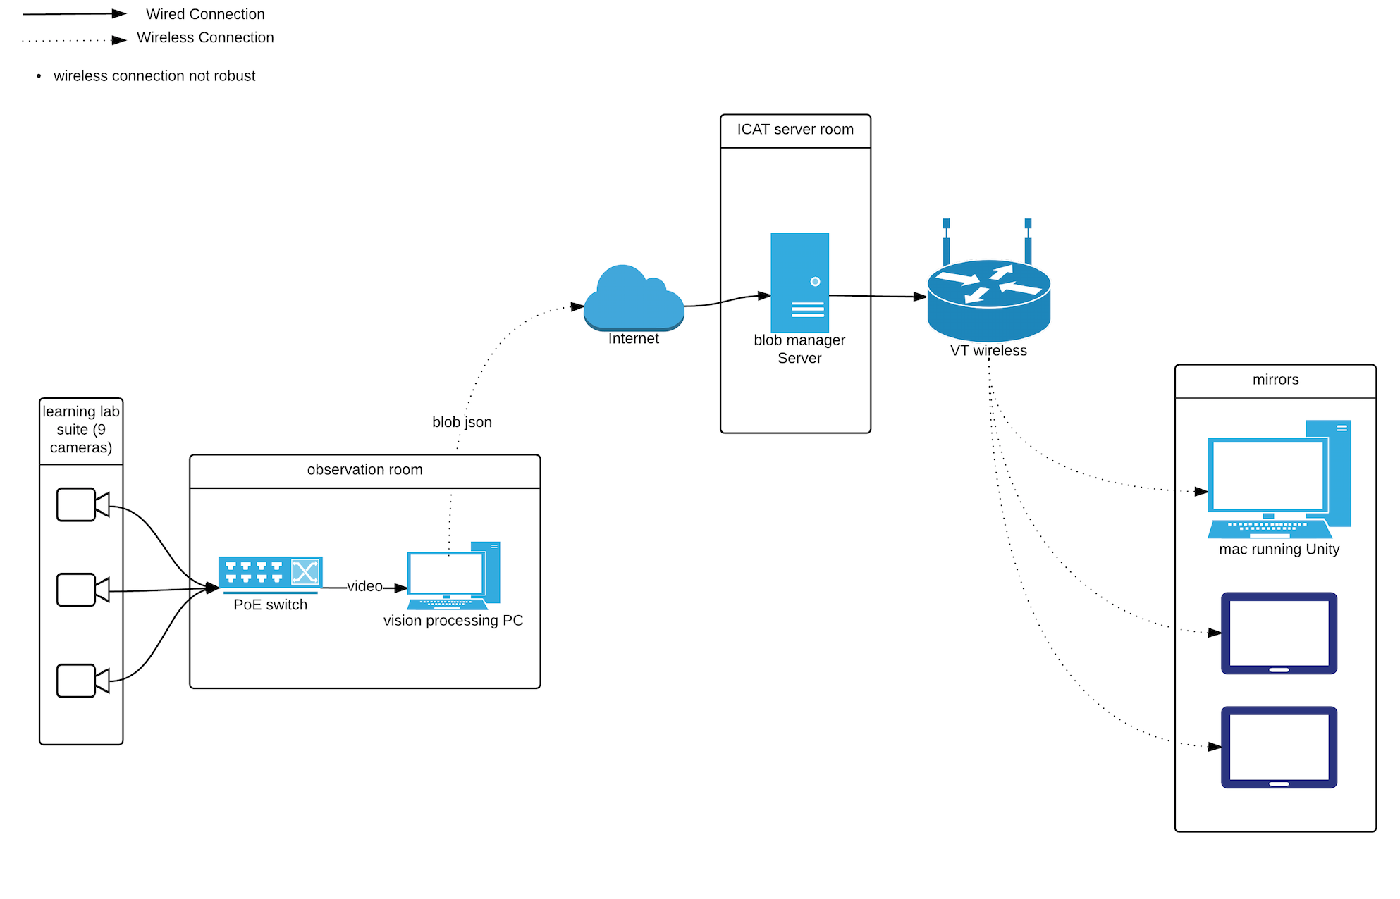 Wired Connection
Wireless Connection
• wireless connection not robust
ICAT server room
Internet
blob manager
Server
VT wireless
mirrors
learning lab
suite (9
cameras)
blob json
observation room
mac running Unity
video
PoE switch
vision processing PC